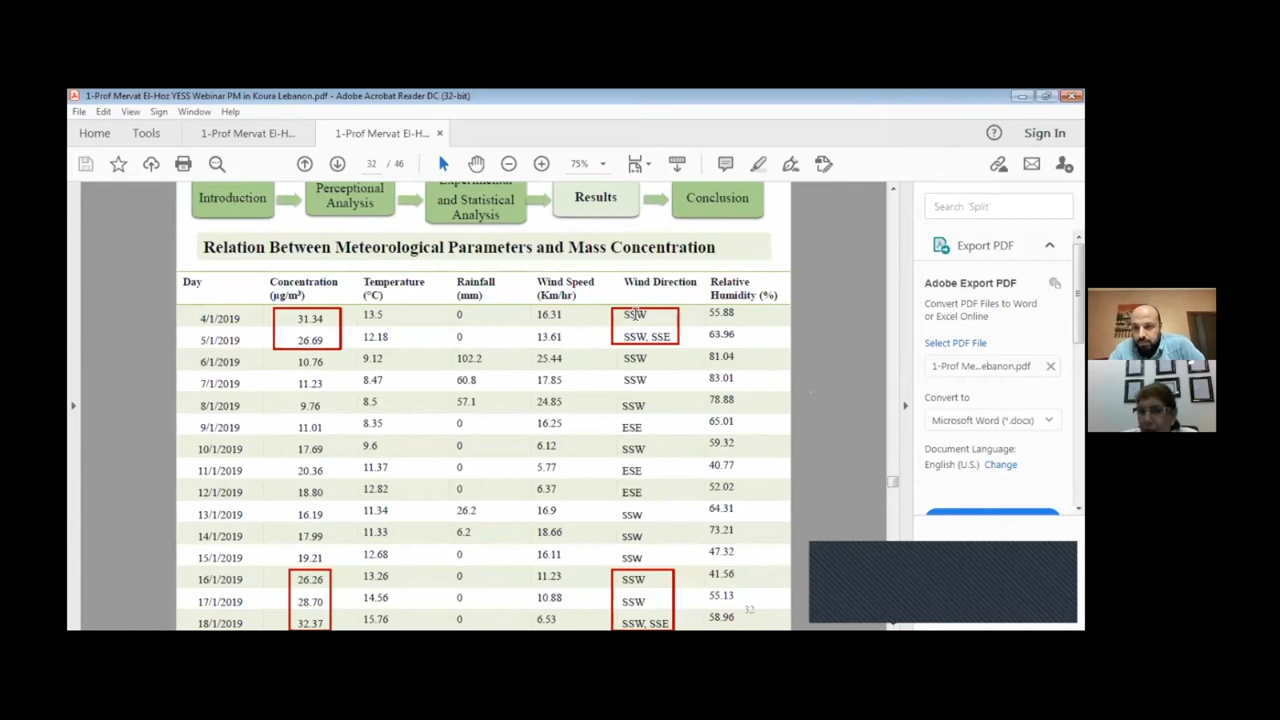 1-Prof Mervat El-Hoz YESS Webinar PM in Koura Lebanon.pdf - Adobe Acrobat Reader DC (32-bit)
File Edit View Sign Window Help
Home Tools 1-Prof Mervat El-H... 1-Prof Mervat El-H... × Sign In
32 / 46 75%
Introduction
Perceptional
Analysis
Experimental
and Statistical
Analysis
Results
Conclusion
Relation Between Meteorological Parameters and Mass Concentration
Day Concentration (µg/m³) Temperature (°C) Rainfall (mm) Wind Speed (Km/hr) Wind Direction Relative Humidity (%)
4/1/2019 31.34 13.5 0 16.31 SSW 55.88
5/1/2019 26.69 12.18 0 13.61 SSW, SSE 63.96
6/1/2019 10.76 9.12 102.2 25.44 SSW 81.04
7/1/2019 11.23 8.47 60.8 17.85 SSW 83.01
8/1/2019 9.76 8.5 57.1 24.85 SSW 78.88
9/1/2019 11.01 8.35 0 16.25 ESE 65.01
10/1/2019 17.69 9.6 0 6.12 SSW 59.32
11/1/2019 20.36 11.37 0 5.77 ESE 40.77
12/1/2019 18.80 12.82 0 6.37 ESE 52.02
13/1/2019 16.19 11.34 26.2 16.9 SSW 64.31
14/1/2019 17.99 11.33 6.2 18.66 SSW 73.21
15/1/2019 19.21 12.68 0 16.11 SSW 47.32
16/1/2019 26.26 13.26 0 11.23 SSW 41.56
17/1/2019 28.70 14.56 0 10.88 SSW 55.13
18/1/2019 32.37 15.76 0 6.53 SSW, SSE 58.96
32
Search 'Split'
Export PDF
Adobe Export PDF
Convert PDF Files to Word
or Excel Online
Select PDF File
1-Prof Me...ebanon.pdf
Convert to
Microsoft Word (*.docx)
Document Language:
English (U.S.) Change